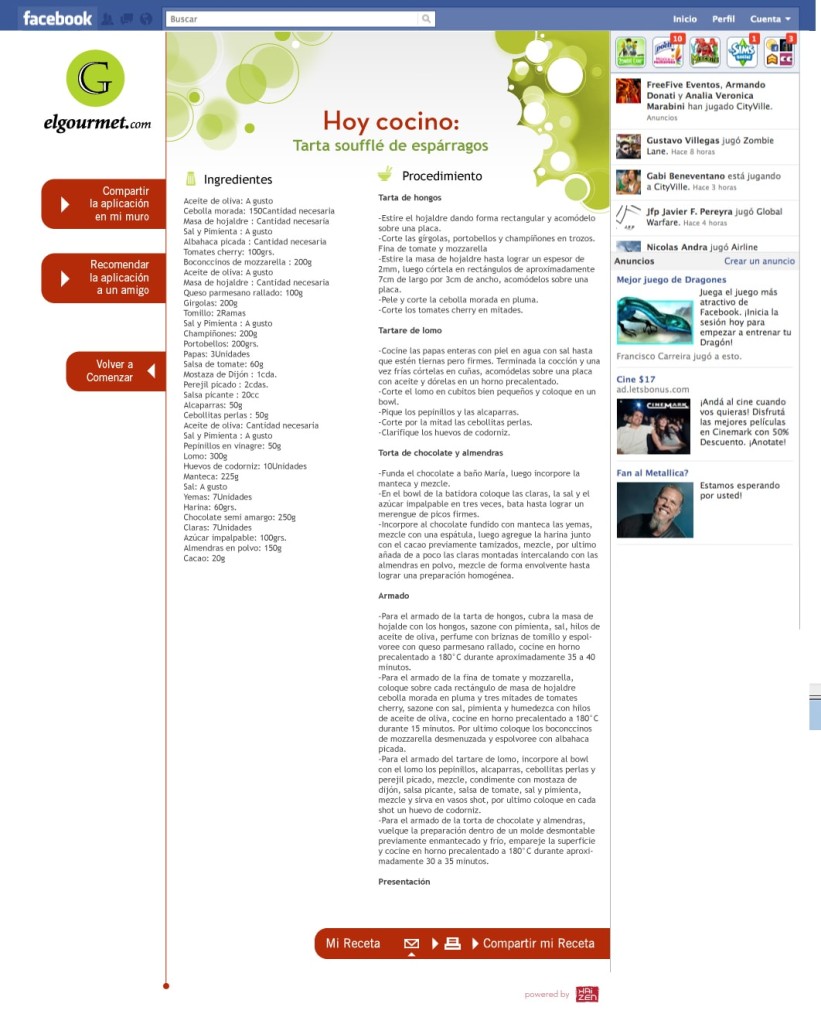 facebook
Buscar
Inicio Perfil Cuenta
G
elgourmet.com
Compartir
la aplicación
en mi muro
Recomendar
la aplicación
a un amigo
Volver a
Comenzar
Hoy cocino:
Tarta soufflé de espárragos
Ingredientes
Aceite de oliva: A gusto
Cebolla morada: 150Cantidad necesaria
Masa de hojaldre : Cantidad necesaria
Sal y Pimienta : A gusto
Albahaca picada : Cantidad necesaria
Tomates cherry: 100grs.
Boconccinos de mozzarella : 200g
Aceite de oliva: A gusto
Masa de hojaldre : Cantidad necesaria
Queso parmesano rallado: 100g
Girgolas: 200g
Tomillo: 2Ramas
Sal y Pimienta : A gusto
Champiñones: 200g
Portobellos: 200grs.
Papas: 3Unidades
Salsa de tomate: 60g
Mostaza de Dijón : 1cda.
Perejil picado : 2cdas.
Salsa picante : 20cc
Alcaparras: 50g
Cebollitas perlas : 50g
Aceite de oliva: Cantidad necesaria
Sal y Pimienta : A gusto
Pepinillos en vinagre: 50g
Lomo: 300g
Huevos de codorniz: 10Unidades
Manteca: 225g
Sal: A gusto
Yemas: 7Unidades
Harina: 60grs.
Chocolate semi amargo: 250g
Claras: 7Unidades
Azúcar impalpable: 100grs.
Almendras en polvo: 150g
Cacao: 20g
Procedimiento
Tarta de hongos
-Estire el hojaldre dando forma rectangular y acomódelo
sobre una placa.
-Corte las girgolas, portobellos y champiñones en trozos.
Fina de tomate y mozzarella
-Estire la masa de hojaldre hasta lograr un espesor de
2mm, luego córtela en rectángulos de aproximadamente
7cm de largo por 3cm de ancho, acomódelos sobre una
placa.
-Pele y corte la cebolla morada en pluma.
-Corte los tomates cherry en mitades.
Tartare de lomo
-Cocine las papas enteras con piel en agua con sal hasta
que estén tiernas pero firmes. Terminada la cocción y una
vez frías córtelas en cuñas, acomódelas sobre una placa
con aceite y dórelas en un horno precalentado.
-Corte el lomo en cubitos bien pequeños y coloque en un
bowl.
-Pique los pepinillos y las alcaparras.
-Corte por la mitad las cebollitas perlas.
-Clarifique los huevos de codorniz.
Torta de chocolate y almendras
-Funda el chocolate a baño María, luego incorpore la
manteca y mezcle.
-En el bowl de la batidora coloque las claras, la sal y el
azúcar impalpable en tres veces, bata hasta lograr un
merengue de picos firmes.
-Incorpore al chocolate fundido con manteca las yemas,
mezcle con una espátula, luego agregue la harina junto
con el cacao previamente tamizados, mezcle, por ultimo
añada de a poco las claras montadas intercalando con las
almendras en polvo, mezcle de forma envolvente hasta
lograr una preparación homogénea.
Armado
-Para el armado de la tarta de hongos, cubra la masa de
hojalde con los hongos, sazone con pimienta, sal, hilos de
aceite de oliva, perfume con briznas de tomillo y espol-
voree con queso parmesano rallado, cocine en horno
precalentado a 180°C durante aproximadamente 35 a 40
minutos.
-Para el armado de la fina de tomate y mozzarella,
coloque sobre cada rectángulo de masa de hojaldre
cebolla morada en pluma y tres mitades de tomates
cherry, sazone con sal, pimienta y humedezca con hilos
de aceite de oliva, cocine en horno precalentado a 180°C
durante 15 minutos. Por ultimo coloque los boconccinos
de mozzarella desmenuzada y espolvoree con albahaca
picada.
-Para el armado del tartare de lomo, incorpore al bowl
con el lomo los pepinillos, alcaparras, cebollitas perlas y
perejil picado, mezcle, condimente con mostaza de
dijón, salsa picante, salsa de tomate, sal y pimienta,
mezcle y sirva en vasos shot, por ultimo coloque en cada
shot un huevo de codorniz.
-Para el armado de la torta de chocolate y almendras,
vuelque la preparación dentro de un molde desmontable
previamente enmantecado y frío, empareje la superficie
y cocine en horno precalentado a 180°C durante aproxi-
madamente 30 a 35 minutos.
Presentación
Mi Receta Compartir mi Receta
powered by KAI ZEN
10 1 3
FreeFive Eventos, Armando
Donati y Analia Veronica
Marabini han jugado CityVille.
Anuncios
Gustavo Villegas jugó Zombie
Lane. Hace 8 horas
Gabi Beneventano está jugando
a CityVille. Hace 3 horas
Jfp Javier F. Pereyra jugó Global
Warfare. Hace 4 horas
Nicolas Andra jugó Airline
Anuncios Crear un anuncio
Mejor juego de Dragones
Juega el juego más
atractivo de
Facebook. ¡Inicia la
sesión hoy para
empezar a entrenar tu
Dragón!
Francisco Carreira jugó a esto.
Cine $17
ad.letsbonus.com
CINEMARK
¡Andá al cine cuando
vos quieras! Disfrutá
las mejores películas
en Cinemark con 50%
Descuento. ¡Anotate!
Fan al Metallica?
Estamos esperando
por usted!